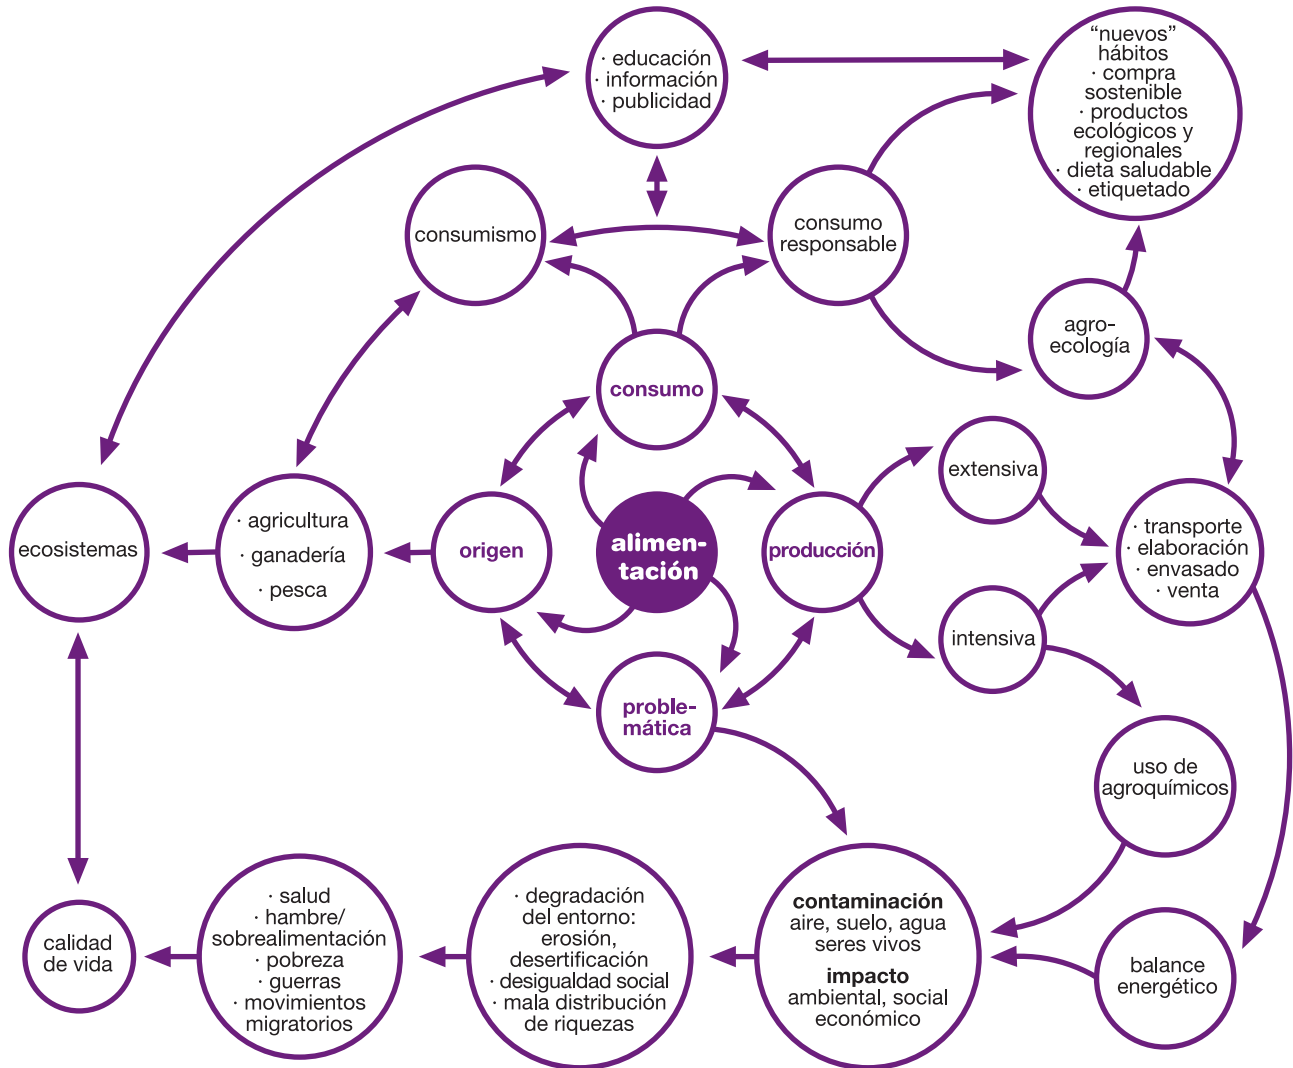 · educación
· información
· publicidad
“nuevos”
hábitos
· compra
sostenible
· productos
ecológicos y
regionales
· dieta saludable
· etiquetado
consumismo
consumo
responsable
agro-
ecología
consumo
extensiva
ecosistemas
· agricultura
· ganadería
· pesca
origen
alimen-
tación
producción
· transporte
· elaboración
· envasado
· venta
intensiva
proble-
mática
uso de
agroquímicos
calidad
de vida
· salud
· hambre/
sobrealimentación
· pobreza
· guerras
· movimientos
migratorios
· degradación
del entorno:
erosión,
desertificación
· desigualdad social
· mala distribución
de riquezas
contaminación
aire, suelo, agua
seres vivos
impacto
ambiental, social
económico
balance
energético